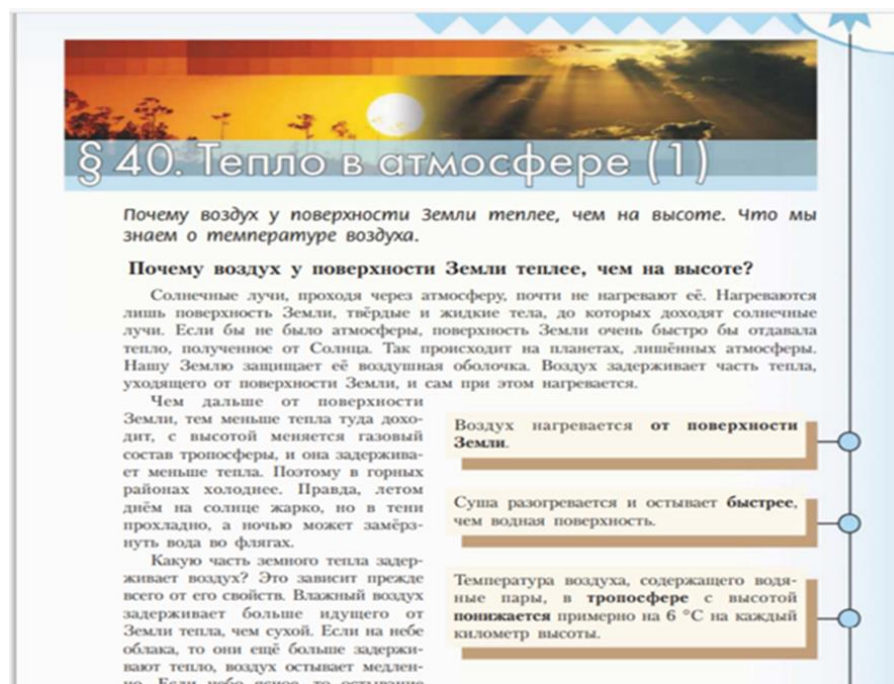 § 40. Тепло в атмосфере (1)
Почему воздух у поверхности Земли теплее, чем на высоте. Что мы
знаем о температуре воздуха.
Почему воздух у поверхности Земли теплее, чем на высоте?
Солнечные лучи, проходя через атмосферу, почти не нагревают её. Нагреваются
лишь поверхность Земли, твёрдые и жидкие тела, до которых доходят солнечные
лучи. Если бы не было атмосферы, поверхность Земли очень быстро бы отдавала
тепло, полученное от Солнца. Так происходит на планетах, лишённых атмосферы.
Нашу Землю защищает её воздушная оболочка. Воздух задерживает часть тепла,
уходящего от поверхности Земли, и сам при этом нагревается.
Чем дальше от поверхности
Земли, тем меньше тепла туда дохо-
дит, с высотой меняется газовый
состав тропосферы, и она задержива-
ет меньше тепла. Поэтому в горных
районах холоднее. Правда, летом
днём на солнце жарко, но в тени
прохладно, а ночью может замёрз-
нуть вода во флягах.
Какую часть земного тепла задер-
живает воздух? Это зависит прежде
всего от его свойств. Влажный воздух
задерживает больше идущего от
Земли тепла, чем сухой. Если на небе
облака, то они ещё больше задержи-
вают тепло, воздух остывает медлен-
но. Если небо ясное, то остывание
Воздух нагревается от поверхности
Земли.
Суша разогревается и остывает быстрее,
чем водная поверхность.
Температура воздуха, содержащего водя-
ные пары, в тропосфере с высотой
понижается примерно на 6 °С на каждый
километр высоты.